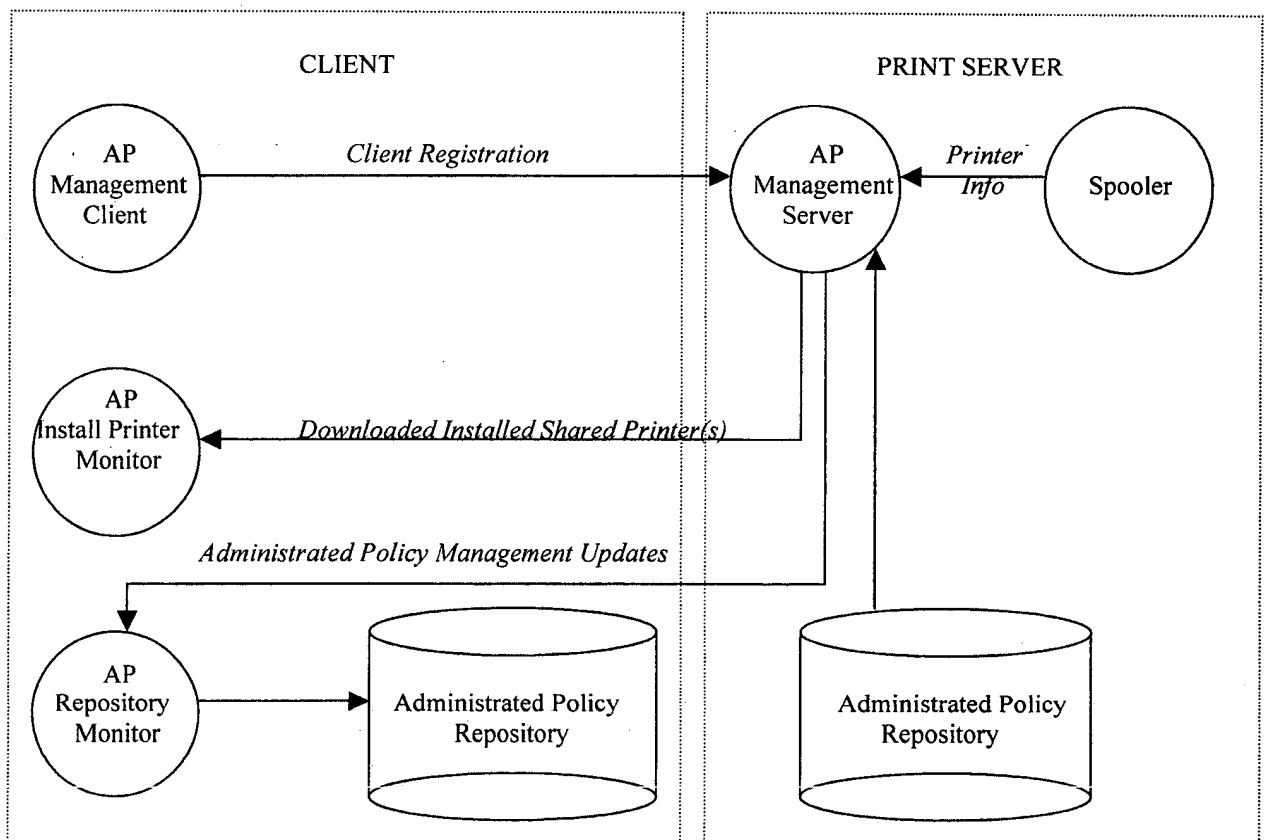 CLIENT
PRINT SERVER
AP
Management
Client
Client Registration
AP
Management
Server
Printer
Info
Spooler
AP
Install Printer
Monitor
Downloaded Installed Shared Printer(s)
Administrated Policy Management Updates
AP
Repository
Monitor
Administrated Policy
Repository
Administrated Policy
Repository